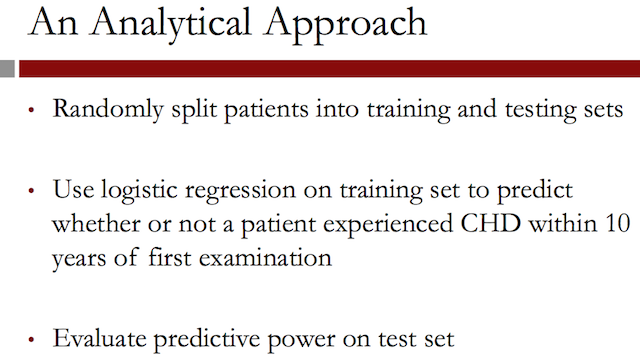 An Analytical Approach
• Randomly split patients into training and testing sets
• Use logistic regression on training set to predict
whether or not a patient experienced CHD within 10
years of first examination
• Evaluate predictive power on test set